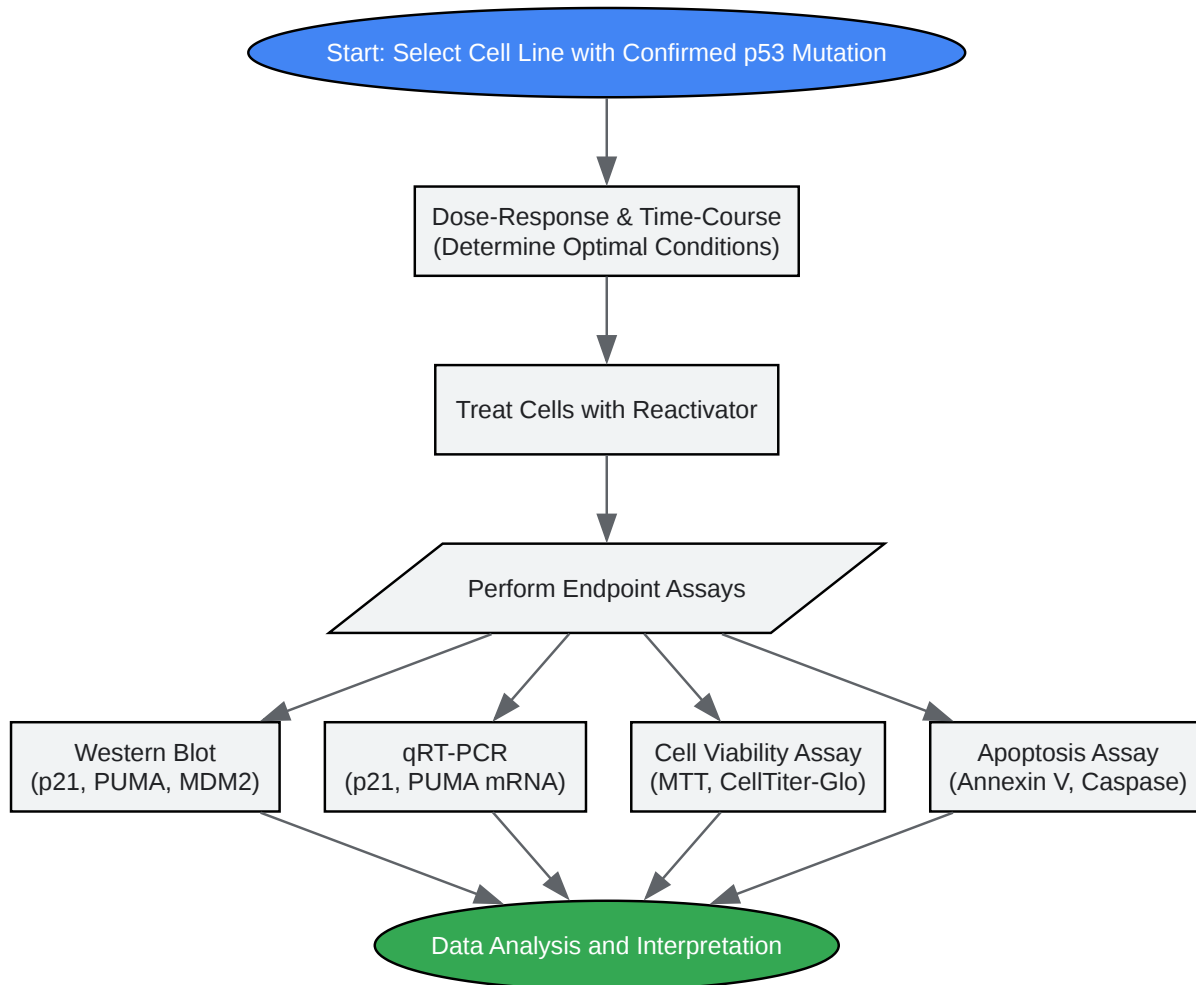 Start: Select Cell Line with Confirmed p53 Mutation
Dose-Response & Time-Course
(Determine Optimal Conditions)
Treat Cells with Reactivator
Perform Endpoint Assays
Western Blot
(p21, PUMA, MDM2)
qRT-PCR
(p21, PUMA mRNA)
Cell Viability Assay
(MTT, CellTiter-Glo)
Apoptosis Assay
(Annexin V, Caspase)
Data Analysis and Interpretation